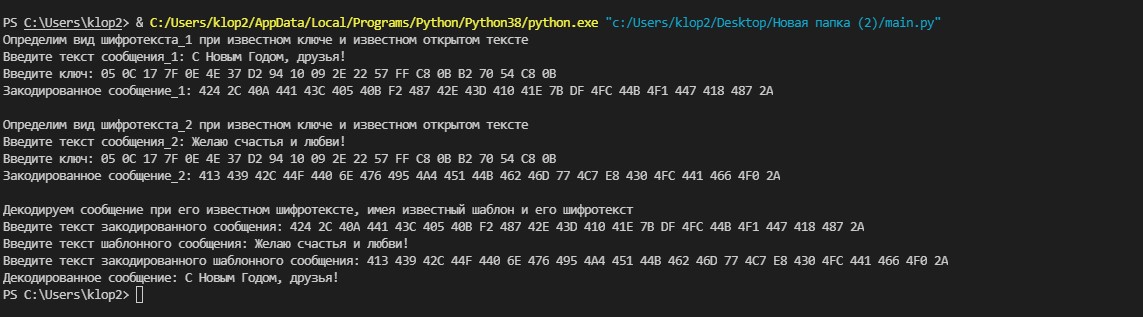 PS C:\Users\klop2> & C:/Users/klop2/AppData/Local/Programs/Python/Python38/python.exe "c:/Users/klop2/Desktop/Новая папка (2)/main.py"
Определим вид шифротекста_1 при известном ключе и известном открытом тексте
Введите текст сообщения_1: С Новым Годом, друзья!
Введите ключ: 05 0C 17 7F 0E 4E 37 D2 94 10 09 2E 22 57 FF C8 0B B2 70 54 C8 0B
Закодированное сообщение_1: 424 2C 40A 441 43C 405 40B F2 487 42E 43D 410 41E 7B DF 4FC 44B 4F1 447 418 487 2A
Определим вид шифротекста_2 при известном ключе и известном открытом тексте
Введите текст сообщения_2: Желаю счастья и любви!
Введите ключ: 05 0C 17 7F 0E 4E 37 D2 94 10 09 2E 22 57 FF C8 0B B2 70 54 C8 0B
Закодированное сообщение_2: 413 439 42C 44F 440 6E 476 495 4A4 451 44B 462 46D 77 4C7 E8 430 4FC 441 466 4F0 2A
Декодируем сообщение при его известном шифротексте, имея известный шаблон и его шифротекст
Введите текст закодированного сообщения: 424 2C 40A 441 43C 405 40B F2 487 42E 43D 410 41E 7B DF 4FC 44B 4F1 447 418 487 2A
Введите текст шаблонного сообщения: Желаю счастья и любви!
Введите текст закодированного шаблонного сообщения: 413 439 42C 44F 440 6E 476 495 4A4 451 44B 462 46D 77 4C7 E8 430 4FC 441 466 4F0 2A
Декодированное сообщение: С Новым Годом, друзья!
PS C:\Users\klop2>